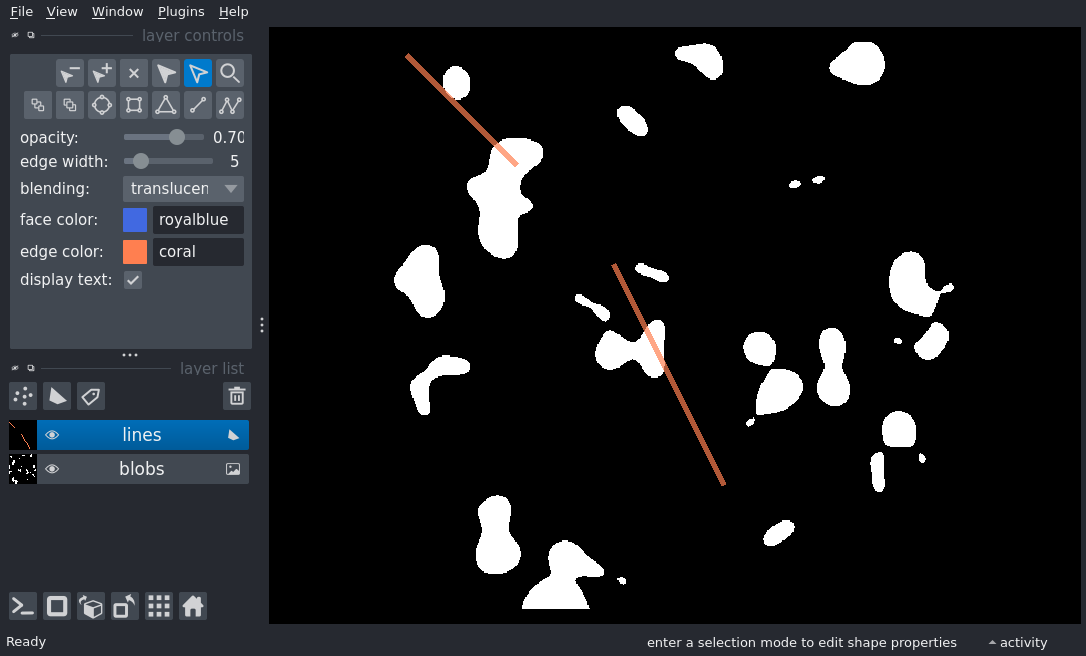 File View Window Plugins Help
layer controls
opacity: 0.70
edge width: 5
blending: translucen
face color: royalblue
edge color: coral
display text:
layer list
lines
blobs
Ready enter a selection mode to edit shape properties activity